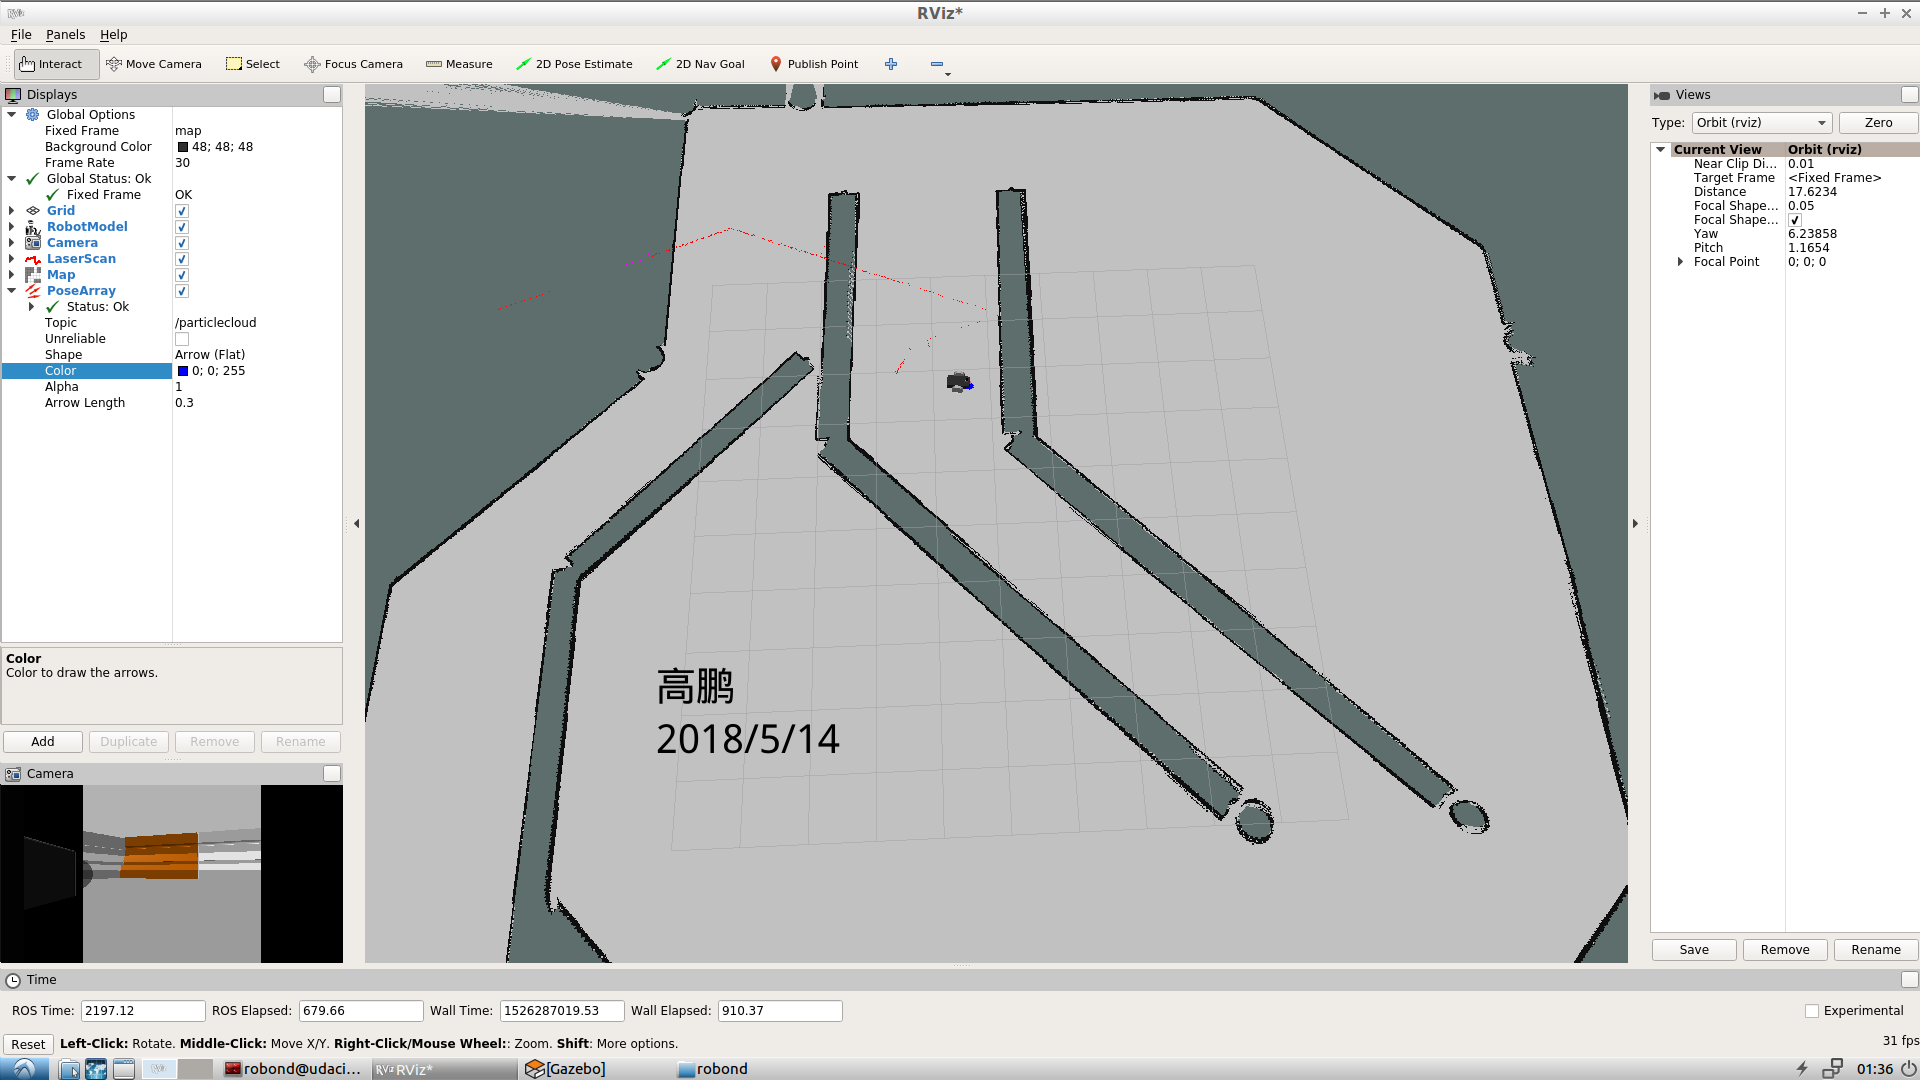 RViz*
File Panels Help
Interact Move Camera Select Focus Camera Measure 2D Pose Estimate 2D Nav Goal Publish Point
Displays
Global Options
Fixed Frame map
Background Color 48; 48; 48
Frame Rate 30
Global Status: Ok
Fixed Frame OK
Grid
RobotModel
Camera
LaserScan
Map
PoseArray
Status: Ok
Topic /particlecloud
Unreliable
Shape Arrow (Flat)
Color 0; 0; 255
Alpha 1
Arrow Length 0.3
Color
Color to draw the arrows.
Add Duplicate Remove Rename
Camera
高鹏
2018/5/14
Views
Type: Orbit (rviz) Zero
Current View Orbit (rviz)
Near Clip Di... 0.01
Target Frame <Fixed Frame>
Distance 17.6234
Focal Shape... 0.05
Focal Shape...
Yaw 6.23858
Pitch 1.1654
Focal Point 0; 0; 0
Save Remove Rename
Time
ROS Time: 2197.12 ROS Elapsed: 679.66 Wall Time: 1526287019.53 Wall Elapsed: 910.37 Experimental
Reset Left-Click: Rotate. Middle-Click: Move X/Y. Right-Click/Mouse Wheel:: Zoom. Shift: More options. 31 fps
robond@udaci... RViz* [Gazebo] robond 01:36